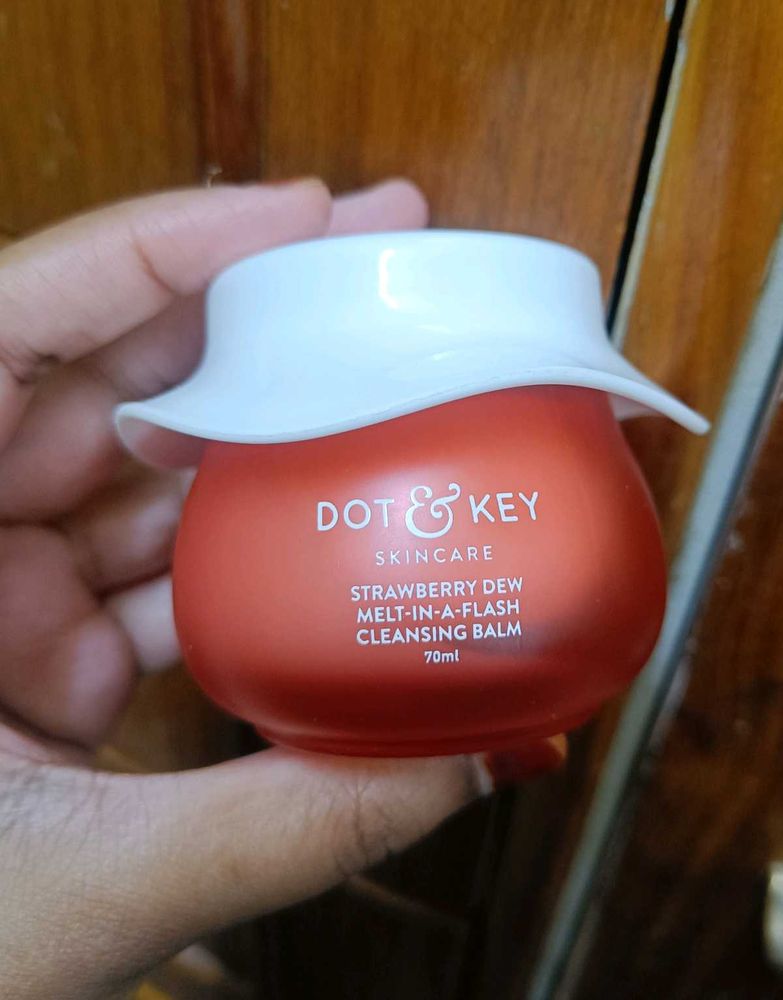 DOT & KEY
SKINCARE
STRAWBERRY DEW
MELT-IN-A-FLASH
CLEANSING BALM
70ml